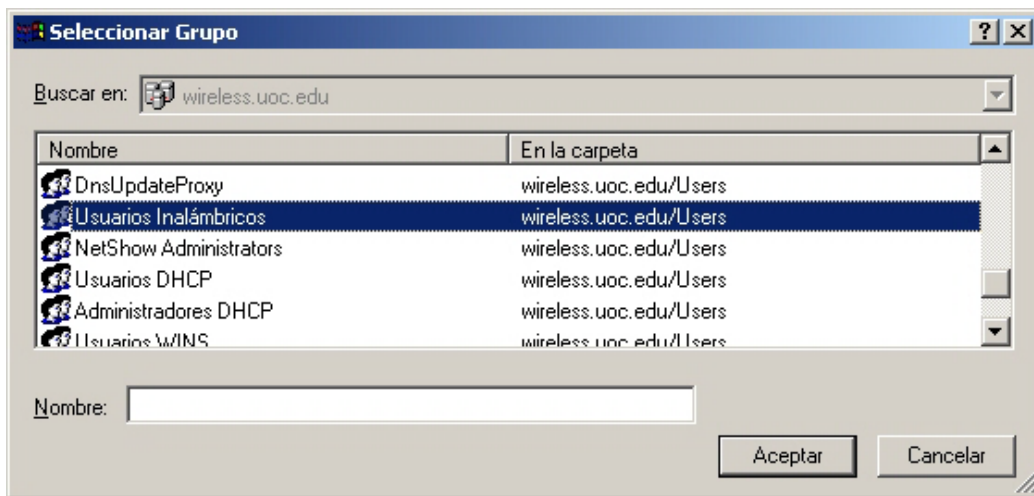 Seleccionar Grupo
Buscar en: wireless.uoc.edu
Nombre En la carpeta
DnsUpdateProxy wireless.uoc.edu/Users
Usuarios Inalámbricos wireless.uoc.edu/Users
NetShow Administrators wireless.uoc.edu/Users
Usuarios DHCP wireless.uoc.edu/Users
Administradores DHCP wireless.uoc.edu/Users
Usuarios WINS wireless.uoc.edu/Users
Nombre:
Aceptar Cancelar